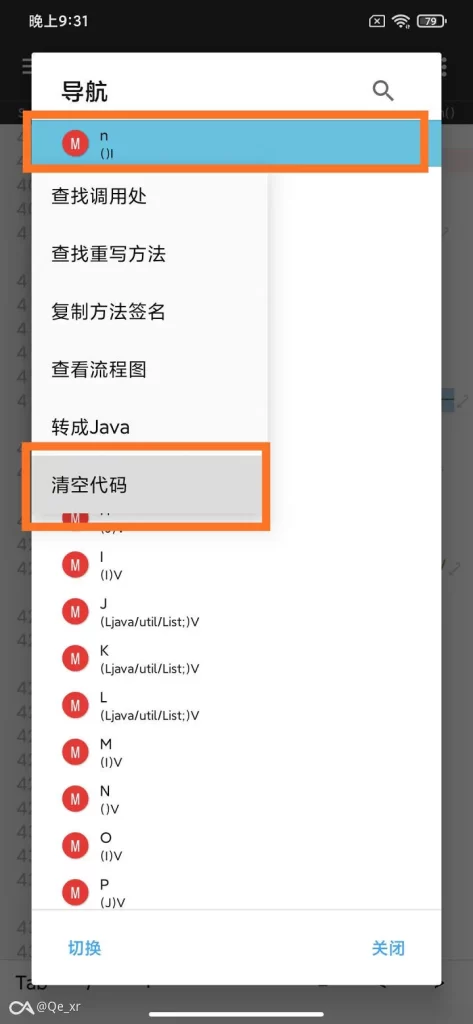 晚上9:31
79
导航
M
n
()I
查找调用处
查找重写方法
复制方法签名
查看流程图
转成Java
清空代码
M
M
I
(I)V
M
J
(Ljava/util/List;)V
M
K
(Ljava/util/List;)V
M
L
(Ljava/util/List;)V
M
M
(I)V
M
N
()V
M
O
(I)V
M
P
(J)V
切换
关闭
@Qe_xr